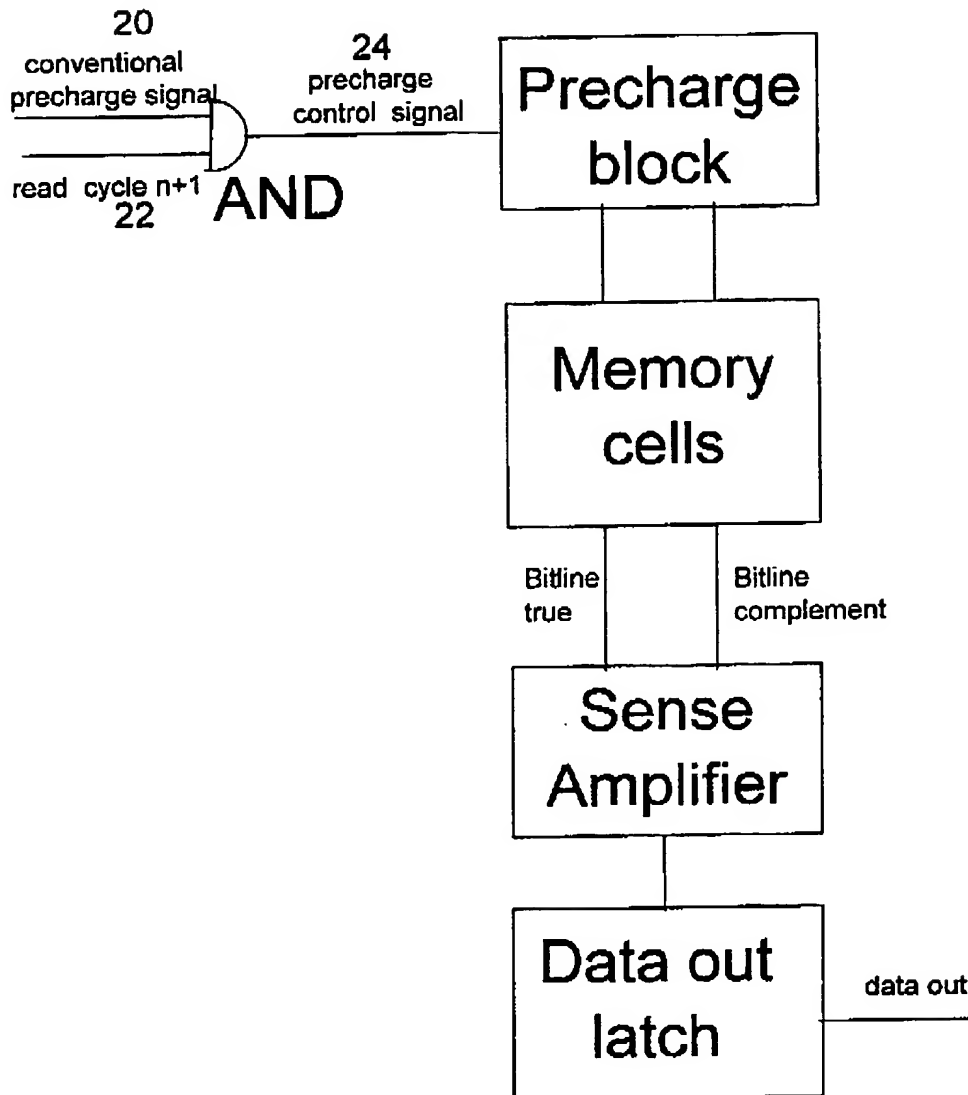 20
conventional
precharge signal
24
precharge
control signal
read cycle n+1
22
AND
Precharge
block
Memory
cells
Bitline
true
Bitline
complement
Sense
Amplifier
Data out
latch
data out